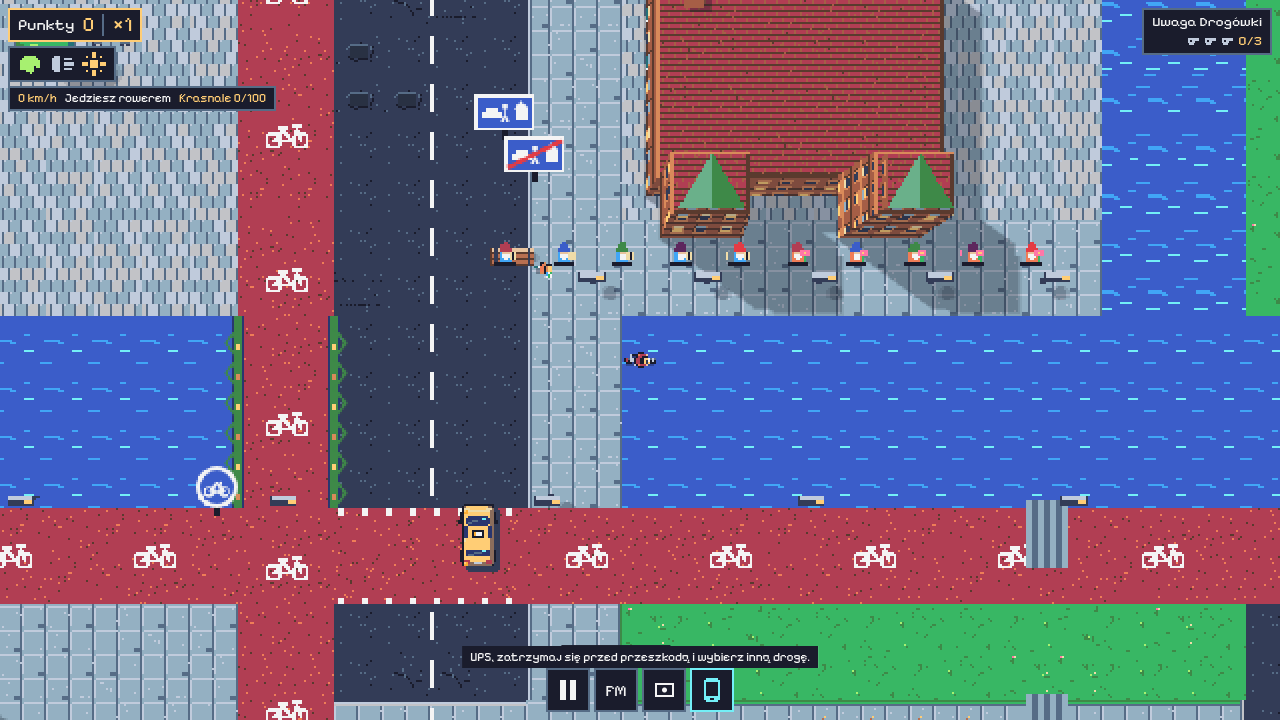 Punkty 0 ×1
Uwaga Drogówki
0/3
0 km/h Jedziesz rowerem Krasnale 0/100
UPS, zatrzymaj się przed przeszkodą i wybierz inną drogę.
FM